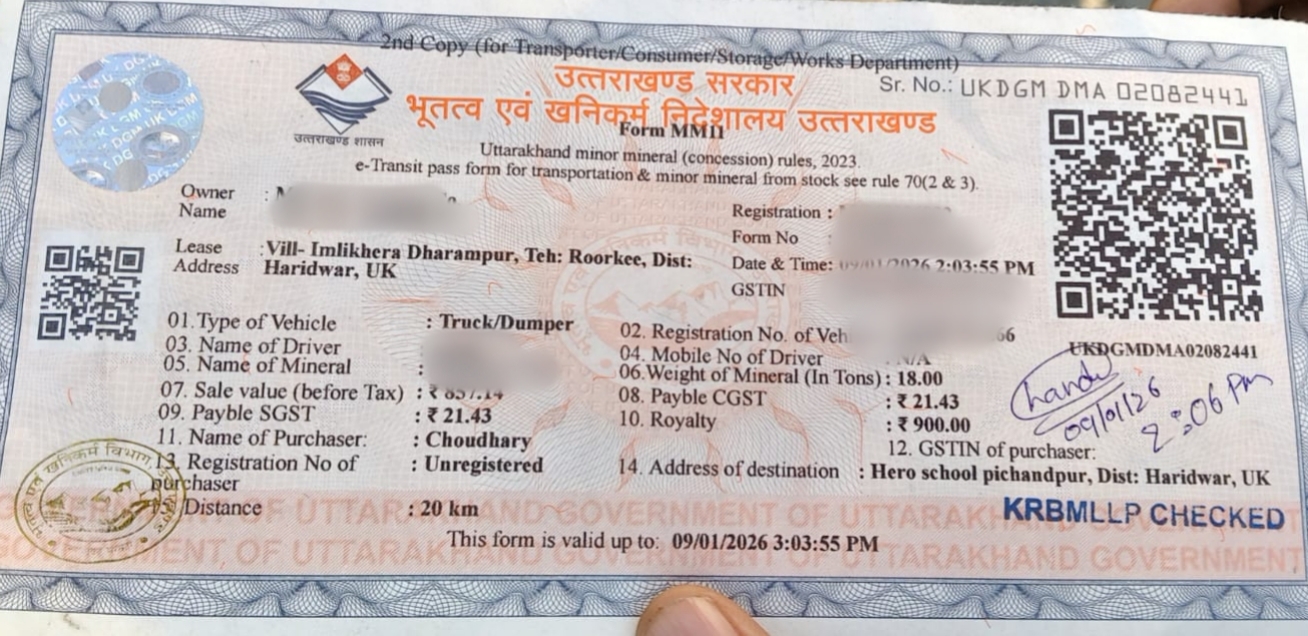 2nd Copy (for Transporter/Consumer/Storage/Works Department)
उत्तराखण्ड सरकार
Sr. No.: UKDGM DMA 02082441
भूतत्व एवं खनिकर्म निदेशालय उत्तराखण्ड
उत्तराखण्ड शासन
Form MM11
Uttarakhand minor mineral (concession) rules, 2023.
e-Transit pass form for transportation & minor mineral from stock see rule 70(2 & 3).
Owner Name :
Registration :
Form No :
Lease Address : Vill- Imlikhera Dharampur, Teh: Roorkee, Dist: Haridwar, UK
Date & Time: 2026 2:03:55 PM
GSTIN
01. Type of Vehicle : Truck/Dumper
02. Registration No. of Veh
03. Name of Driver
04. Mobile No of Driver
05. Name of Mineral :
06. Weight of Mineral (In Tons) : 18.00
07. Sale value (before Tax) : ₹
08. Payble CGST : ₹ 21.43
09. Payble SGST : ₹ 21.43
10. Royalty : ₹ 900.00
11. Name of Purchaser: : Choudhary
12. GSTIN of purchaser:
13. Registration No of purchaser : Unregistered
14. Address of destination : Hero school pichandpur, Dist: Haridwar, UK
15. Distance : 20 km
This form is valid up to: 09/01/2026 3:03:55 PM
UKDGMDMA02082441
09/01/26
2:06 PM
KRBMLLP CHECKED
GOVERNMENT OF UTTARAKHAND GOVERNMENT OF UTTARAKHAND GOVERNMENT
GOVERNMENT OF UTTARAKHAND GOVERNMENT OF UTTARAKHAND GOVERNMENT